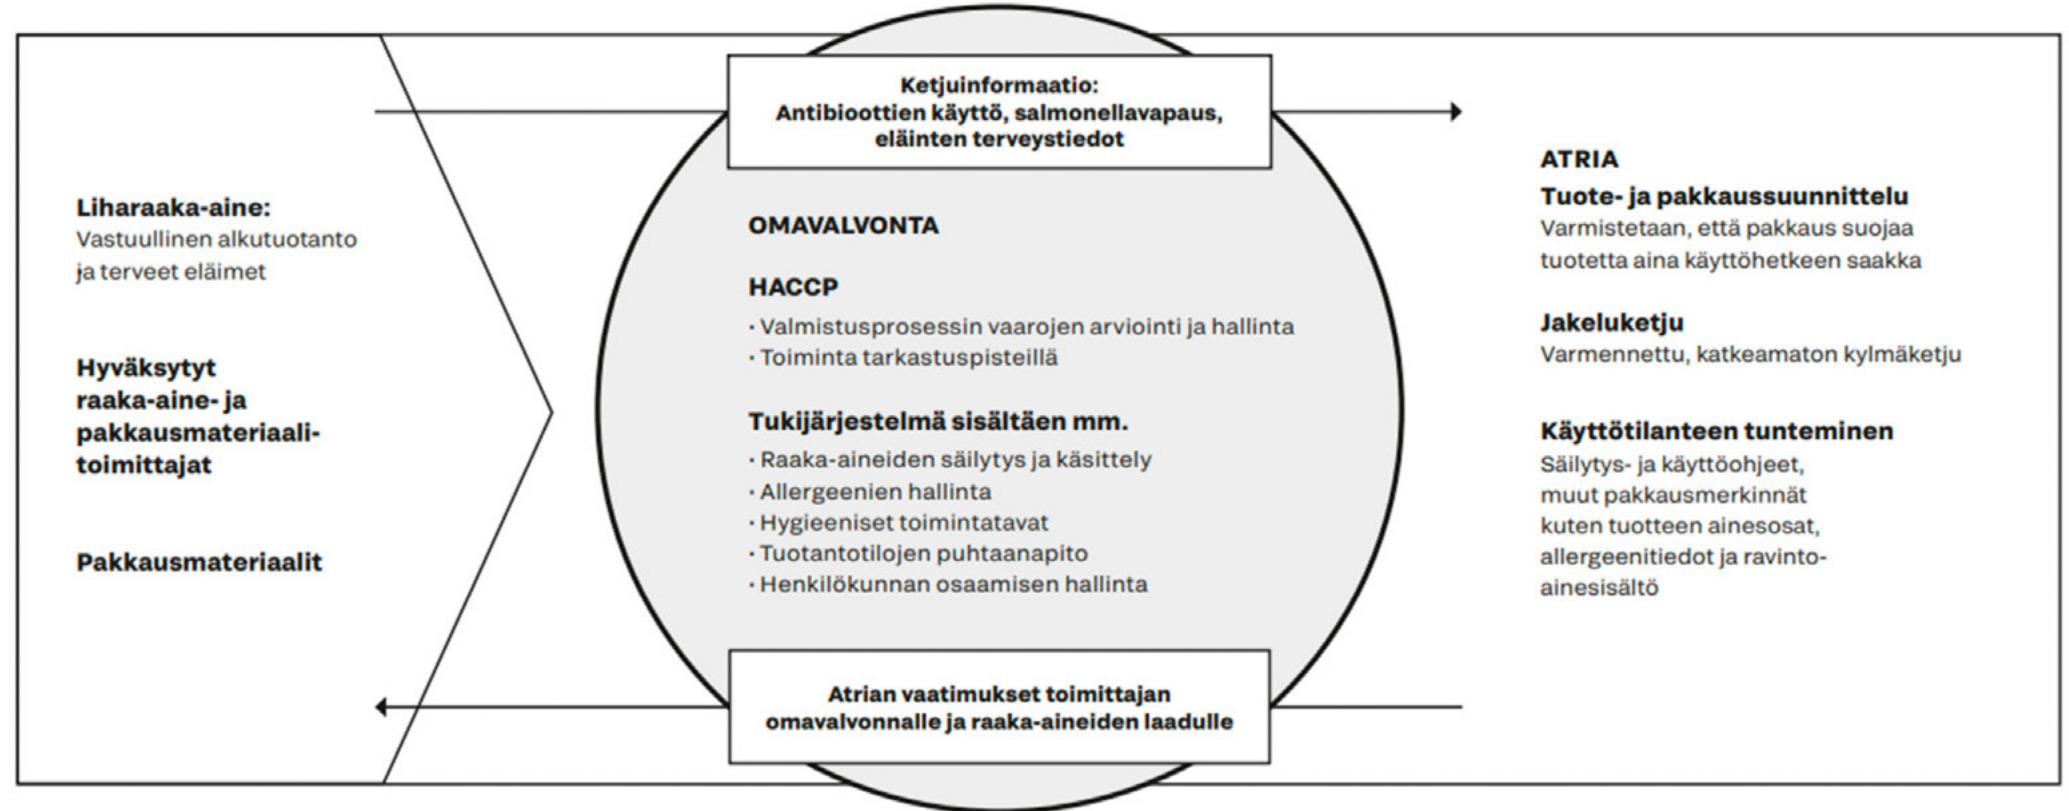 Liharaaka-aine:
Vastuullinen alkutuotanto
ja terveet eläimet
Hyväksytyt
raaka-aine- ja
pakkausmateriaali-
toimittajat
Pakkausmateriaalit
Ketjuinformaatio:
Antibioottien käyttö, salmonellavapaus,
eläinten terveystiedot
OMAVALVONTA
HACCP
· Valmistusprosessin vaarojen arviointi ja hallinta
· Toiminta tarkastuspisteillä
Tukijärjestelmä sisältäen mm.
· Raaka-aineiden säilytys ja käsittely
· Allergeenien hallinta
· Hygieeniset toimintatavat
· Tuotantotilojen puhtaanapito
· Henkilökunnan osaamisen hallinta
Atrian vaatimukset toimittajan
omavalvonnalle ja raaka-aineiden laadulle
ATRIA
Tuote- ja pakkaussuunnittelu
Varmistetaan, että pakkaus suojaa
tuotetta aina käyttöhetkeen saakka
Jakeluketju
Varmennettu, katkeamaton kylmäketju
Käyttötilanteen tunteminen
Säilytys- ja käyttöohjeet,
muut pakkausmerkinnät
kuten tuotteen ainesosat,
allergeenitiedot ja ravinto-
ainesisältö